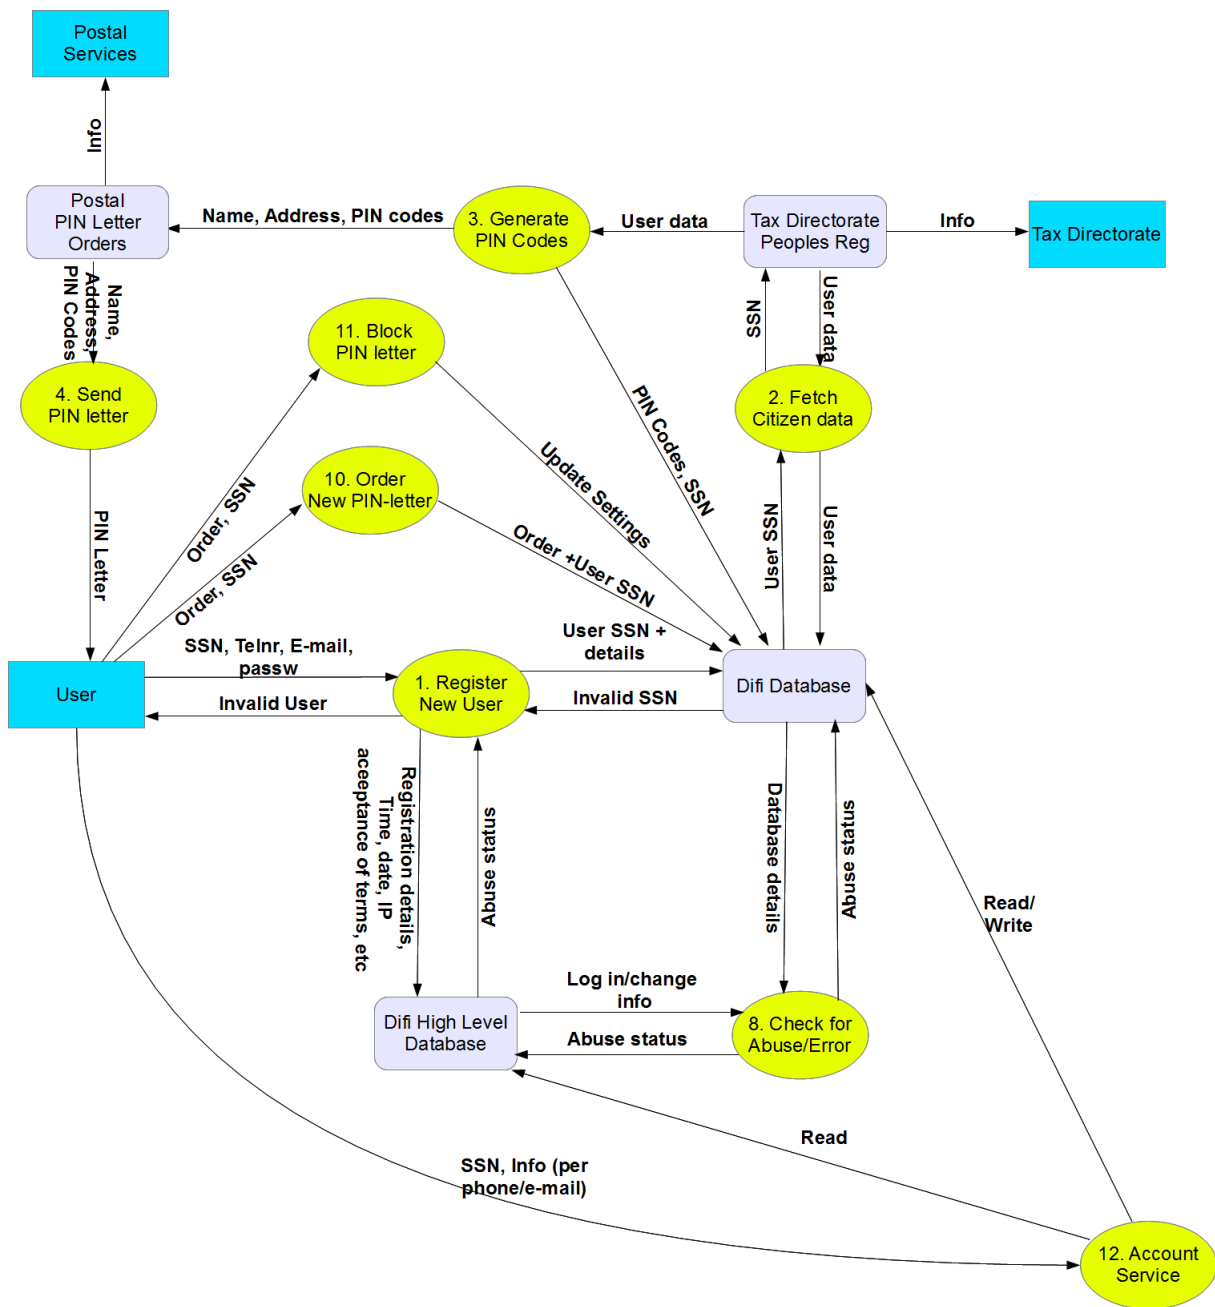 Postal
Services
Info
Postal
PIN Letter
Orders
Name, Address, PIN codes
3. Generate
PIN Codes
User data
Tax Directorate
Peoples Reg
Info
Tax Directorate
Name,
Address,
PIN Codes
SSN
User data
11. Block
PIN letter
4. Send
PIN letter
2. Fetch
Citizen data
PIN Codes, SSN
Update Settings
10. Order
New PIN-letter
Order, SSN
Order, SSN
Order +User SSN
PIN Letter
User SSN
User data
SSN, Telnr, E-mail,
passw
User SSN +
details
User
1. Register
New User
Difi Database
Invalid User
Invalid SSN
Registration details,
Time, date, IP
aceeptance of terms, etc
Abuse status
Database details
Abuse status
Read/
Write
Log in/change
info
Difi High Level
Database
8. Check for
Abuse/Error
Abuse status
Read
SSN, Info (per
phone/e-mail)
12. Account
Service